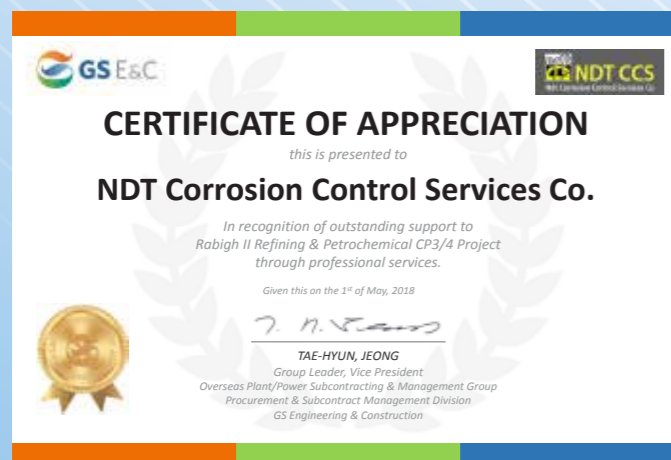 GS E&C
NDT CCS
NDT Corrosion Control Services Co.
CERTIFICATE OF APPRECIATION
this is presented to
NDT Corrosion Control Services Co.
In recognition of outstanding support to
Rabigh II Refining & Petrochemical CP3/4 Project
through professional services.
Given this on the 1st of May, 2018
TAE-HYUN, JEONG
Group Leader, Vice President
Overseas Plant/Power Subcontracting & Management Group
Procurement & Subcontract Management Division
GS Engineering & Construction